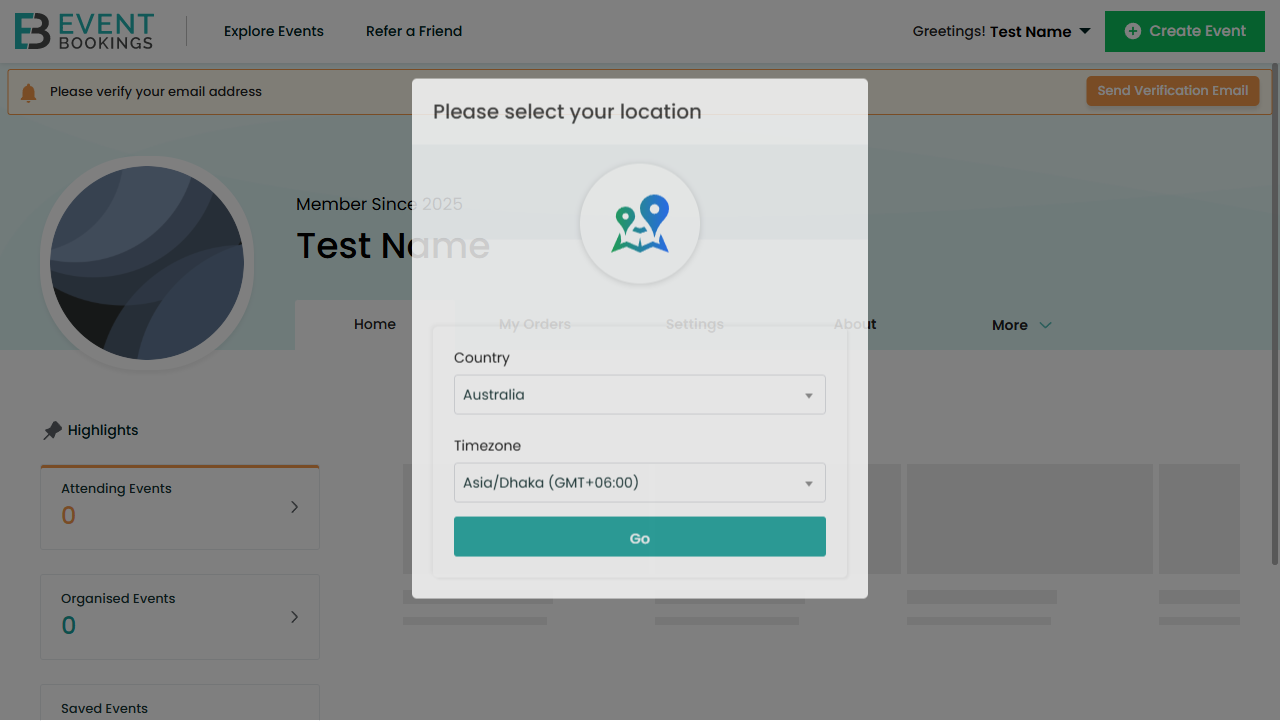 EVENT
BOOKINGS
Explore Events
Refer a Friend
Greetings! Test Name
Create Event
Please verify your email address
Send Verification Email
Please select your location
Member Since 2025
Test Name
Home
My Orders
Settings
About
More
Country
Australia
Timezone
Asia/Dhaka (GMT+06:00)
Go
Highlights
Attending Events
0
Organised Events
0
Saved Events